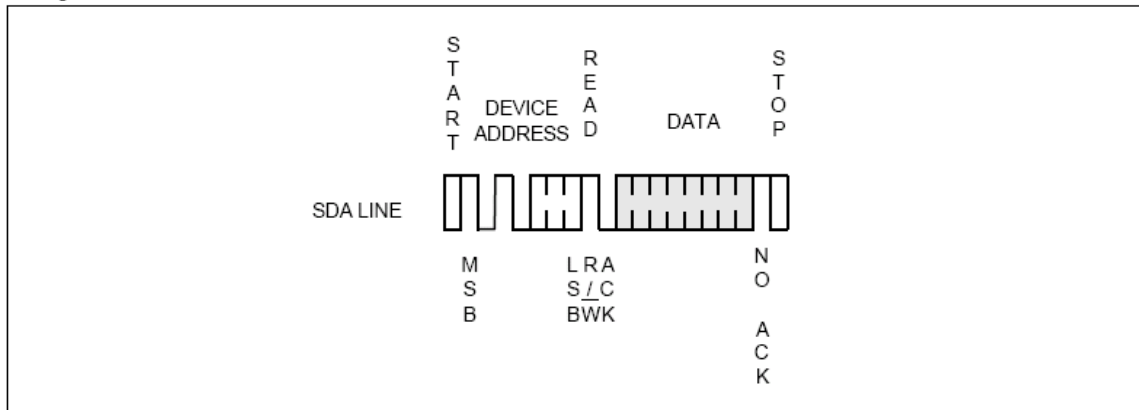 START
DEVICE
ADDRESS
READ
DATA
STOP
SDA LINE
MSB
LSB
R/W
ACK
NO ACK